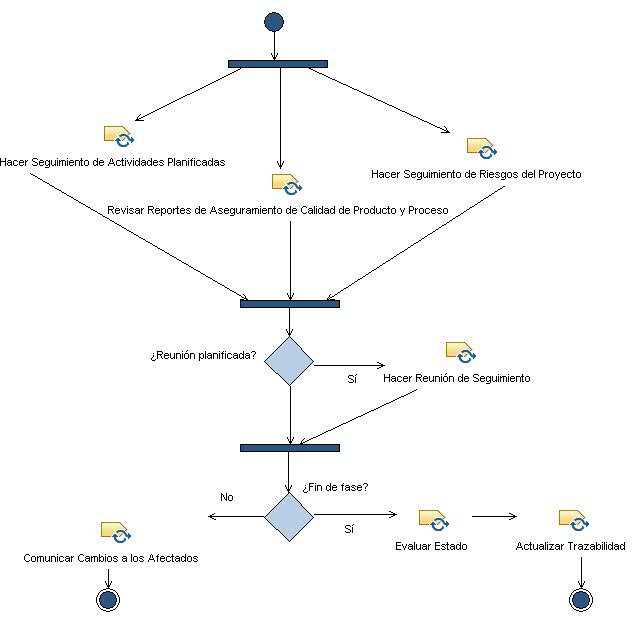 Hacer Seguimiento de Actividades Planificadas
Hacer Seguimiento de Riesgos del Proyecto
Revisar Reportes de Aseguramiento de Calidad de Producto y Proceso
¿Reunión planificada?
Sí
Hacer Reunión de Seguimiento
¿Fin de fase?
No
Sí
Evaluar Estado
Actualizar Trazabilidad
Comunicar Cambios a los Afectados